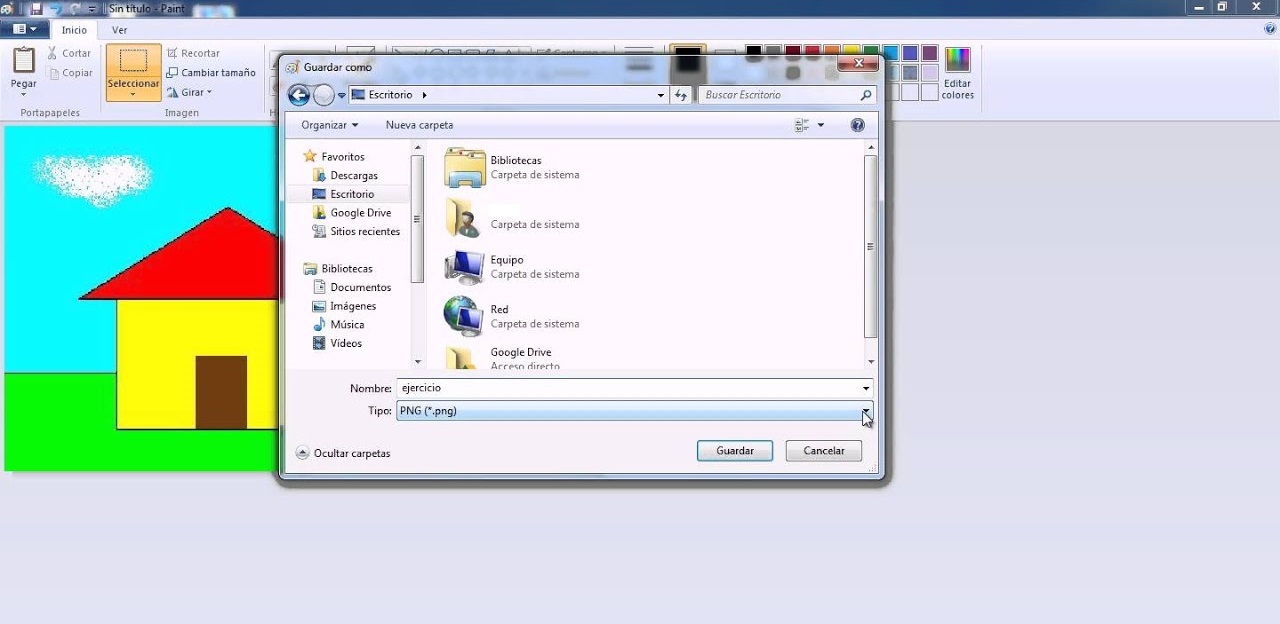 Sin título - Paint
Inicio
Ver
Pegar
Cortar
Copiar
Portapapeles
Seleccionar
Recortar
Cambiar tamaño
Girar
Imagen
Editar
colores
Guardar como
Escritorio
Buscar Escritorio
Organizar
Nueva carpeta
Favoritos
Descargas
Escritorio
Google Drive
Sitios recientes
Bibliotecas
Documentos
Imágenes
Música
Vídeos
Bibliotecas
Carpeta de sistema
Carpeta de sistema
Equipo
Carpeta de sistema
Red
Carpeta de sistema
Google Drive
Acceso directo
Nombre: ejercicio
Tipo: PNG (*.png)
Ocultar carpetas
Guardar
Cancelar